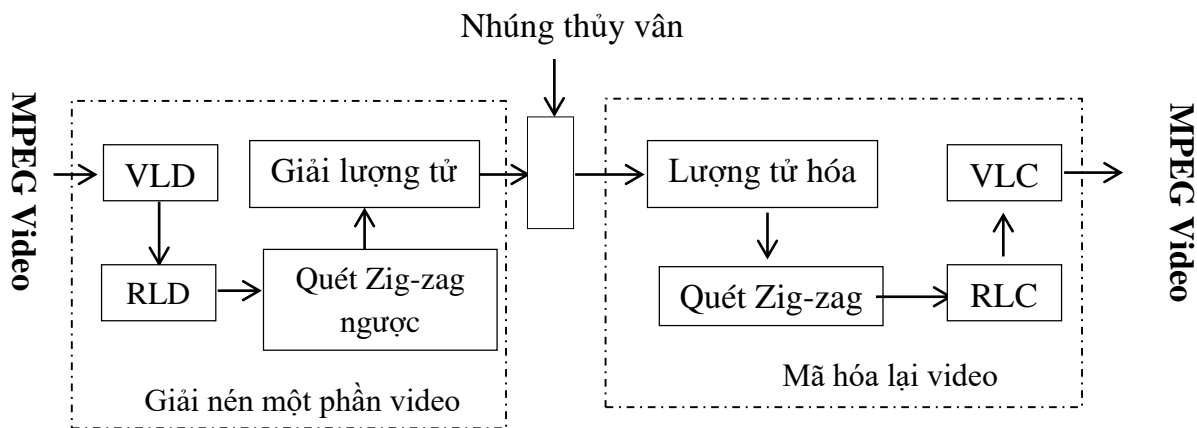 Nhúng thủy vân
MPEG Video
VLD
Giải lượng tử
RLD
Quét Zig-zag
ngược
Giải nén một phần video
Lượng tử hóa
VLC
Quét Zig-zag
RLC
Mã hóa lại video
MPEG Video